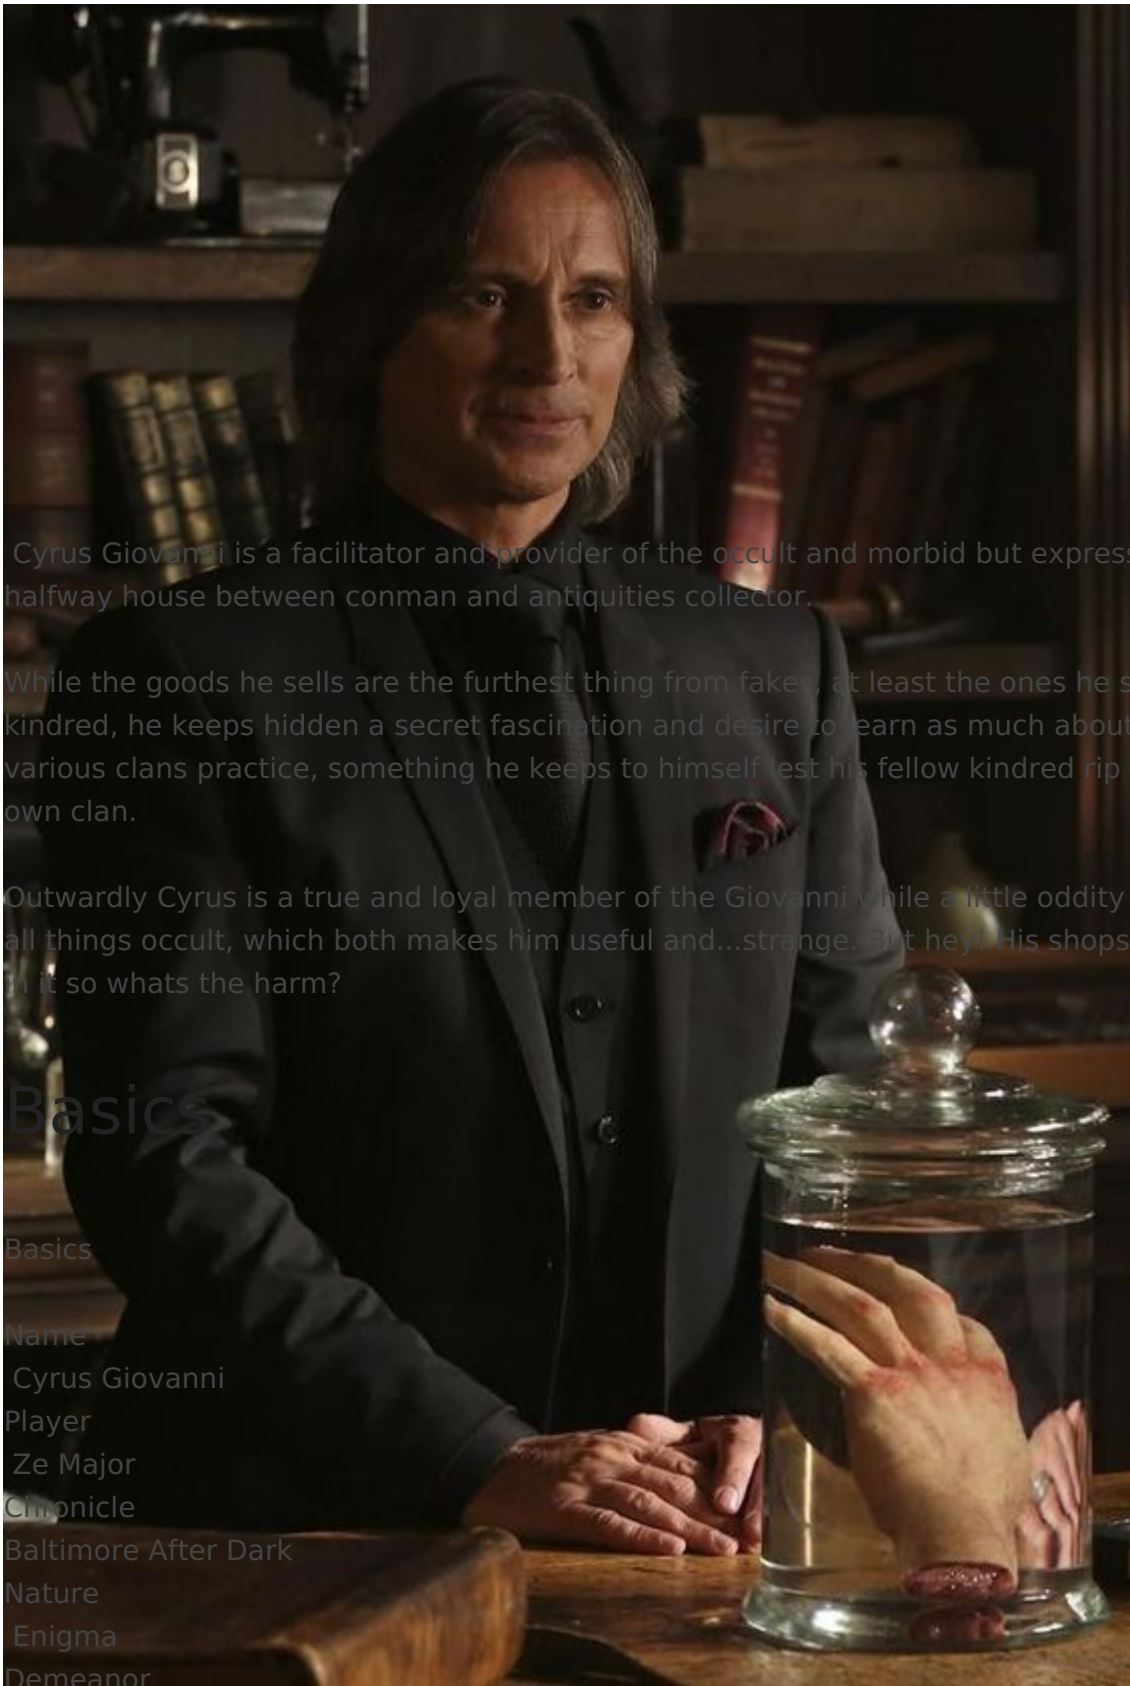 Cyrus Giovanni is a facilitator and provider of the occult and morbid but express
halfway house between conman and antiquities collector.
While the goods he sells are the furthest thing from fakes, at least the ones he s
kindred, he keeps hidden a secret fascination and desire to learn as much about
various clans practice, something he keeps to himself lest his fellow kindred rip
own clan.
Outwardly Cyrus is a true and loyal member of the Giovanni while a little oddity
all things occult, which both makes him useful and...strange. But hey! His shops
in it so whats the harm?
Basics
Basics
Name
Cyrus Giovanni
Player
Ze Major
Chronicle
Baltimore After Dark
Nature
Enigma
Demeanor